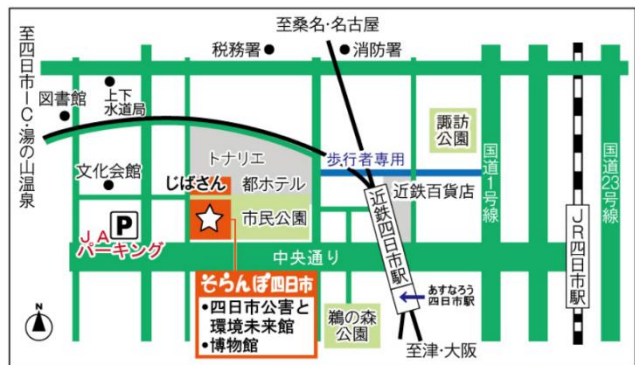 至桑名・名古屋
税務署
消防署
至四日市IC・湯の山温泉
図書館
上下
水道局
諏訪
公園
トナリエ
歩行者専用
国道1号線
国道23号線
文化会館
じばさん
都ホテル
近鉄百貨店
市民公園
近鉄四日市駅
JR四日市駅
P
JA
パーキング
中央通り
そらんぽ四日市
•四日市公害と
環境未来館
•博物館
あすなろう
四日市駅
鵜の森
公園
N
至津・大阪